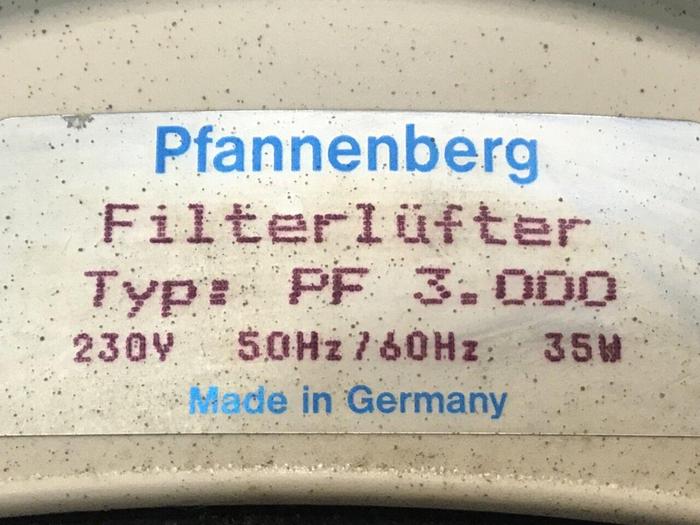 Pfannenberg
Filterlüfter
Typ: PF 3.000
230V 50Hz/60Hz 35W
Made in Germany